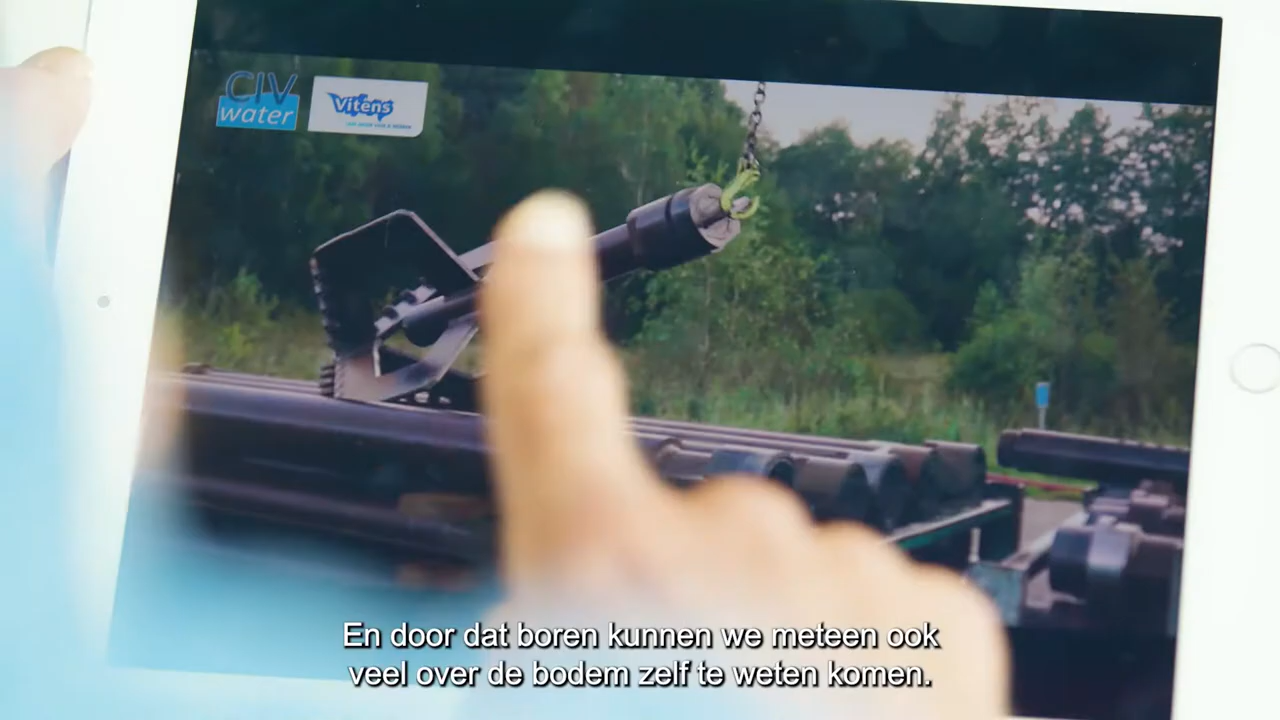 CIV
water
Vitens
En door dat boren kunnen we meteen ook
veel over de bodem zelf te weten komen.